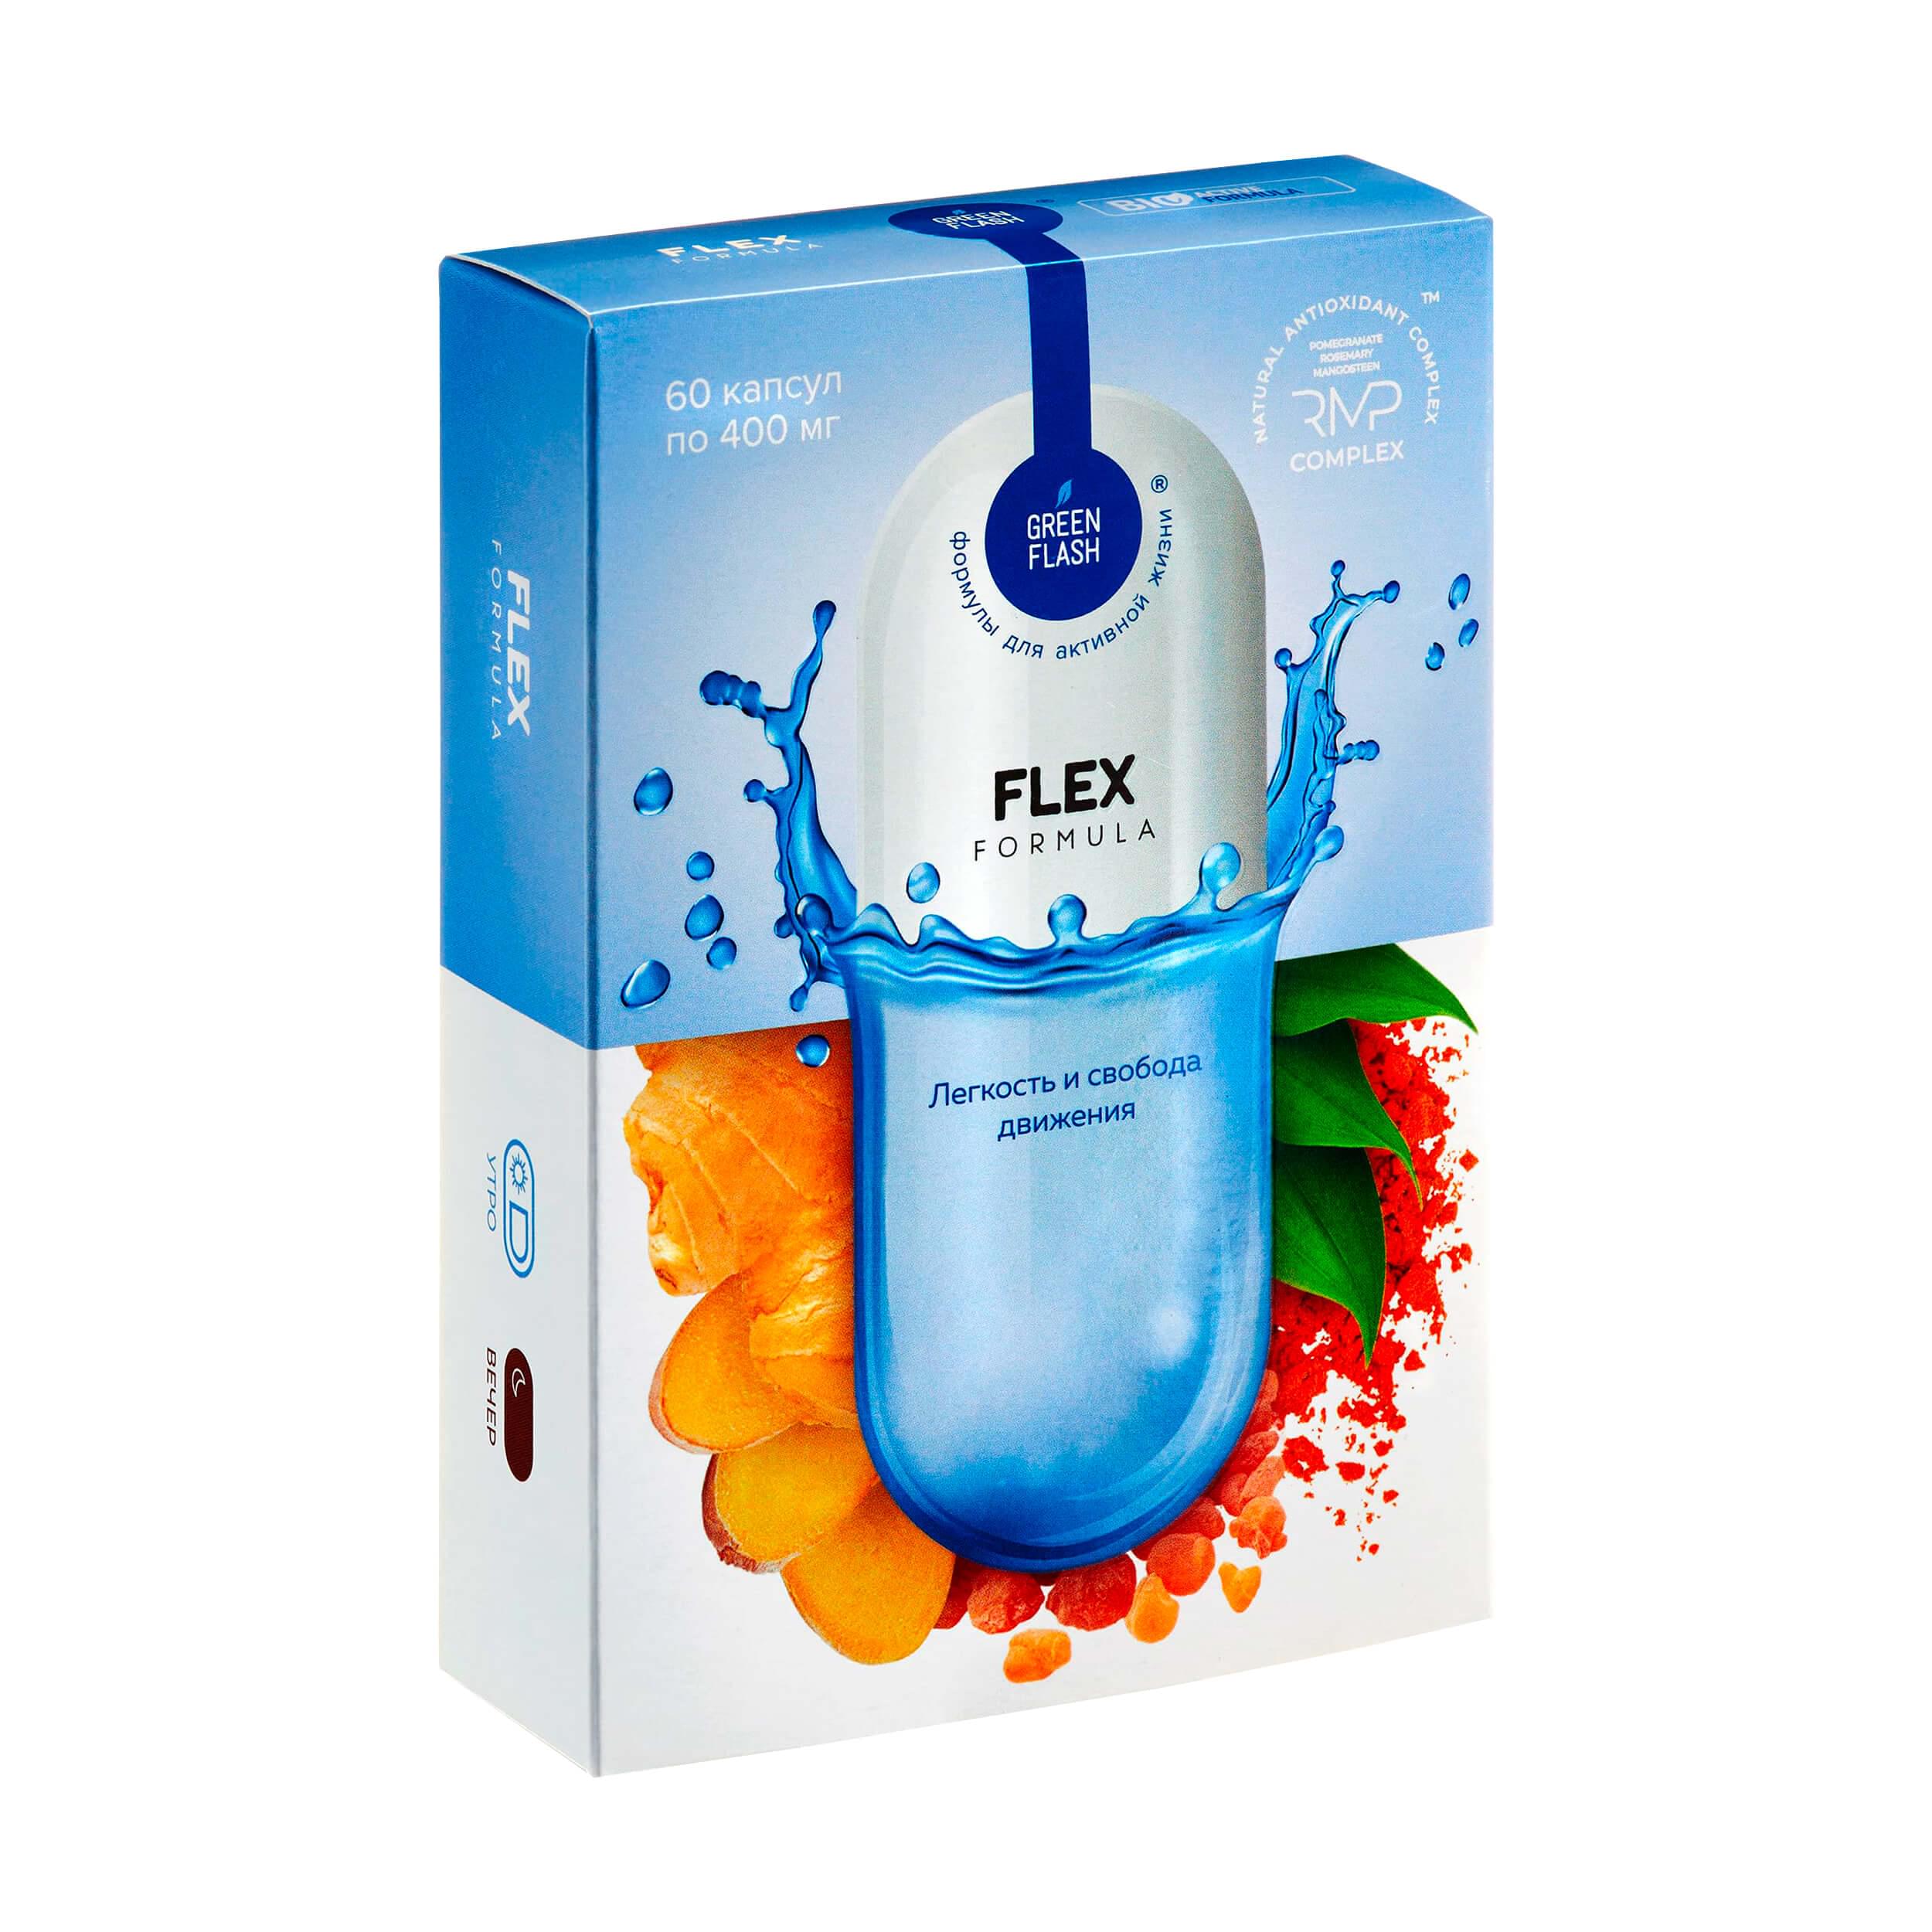 FLEX
FORMULA
GREEN
FLASH
®
BIO ACTIVE
FORMULA
60 капсул
по 400 мг
NATURAL ANTIOXIDANT COMPLEX
TM
POMEGRANATE
ROSEMARY
MANGOSTEEN
RMP
COMPLEX
GREEN
FLASH
®
формулы для активной жизни
FLEX
FORMULA
Легкость и свобода
движения
FLEX
FORMULA
УТРО
ВЕЧЕР